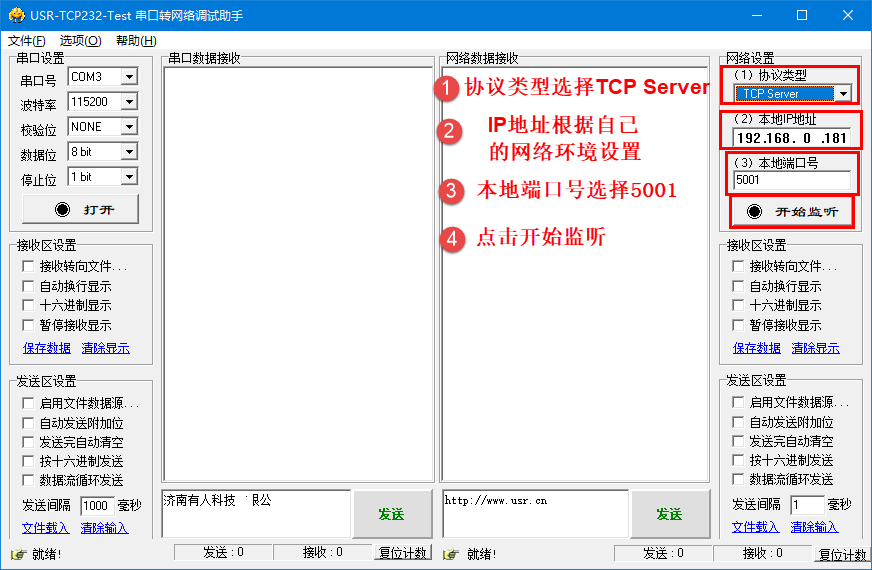 USR-TCP232-Test 串口转网络调试助手
文件(F) 选项(O) 帮助(H)
串口设置
串口号 COM3
波特率 115200
校验位 NONE
数据位 8 bit
停止位 1 bit
打开
接收区设置
接收转向文件...
自动换行显示
十六进制显示
暂停接收显示
保存数据 清除显示
发送区设置
启用文件数据源...
自动发送附加位
发送完自动清空
按十六进制发送
数据流循环发送
发送间隔 1000 毫秒
文件载入 清除输入
就绪!
串口数据接收
济南有人科技 限公
发送
发送 : 0 接收 : 0 复位计数
网络数据接收
1 协议类型选择TCP Server
2 IP地址根据自己
的网络环境设置
3 本地端口号选择5001
4 点击开始监听
http://www.usr.cn
发送
就绪!
发送 : 0 接收 : 0 复位计数
网络设置
(1) 协议类型
TCP Server
(2) 本地IP地址
192.168. 0 .181
(3) 本地端口号
5001
开始监听
接收区设置
接收转向文件...
自动换行显示
十六进制显示
暂停接收显示
保存数据 清除显示
发送区设置
启用文件数据源...
自动发送附加位
发送完自动清空
按十六进制发送
数据流循环发送
发送间隔 1 毫秒
文件载入 清除输入